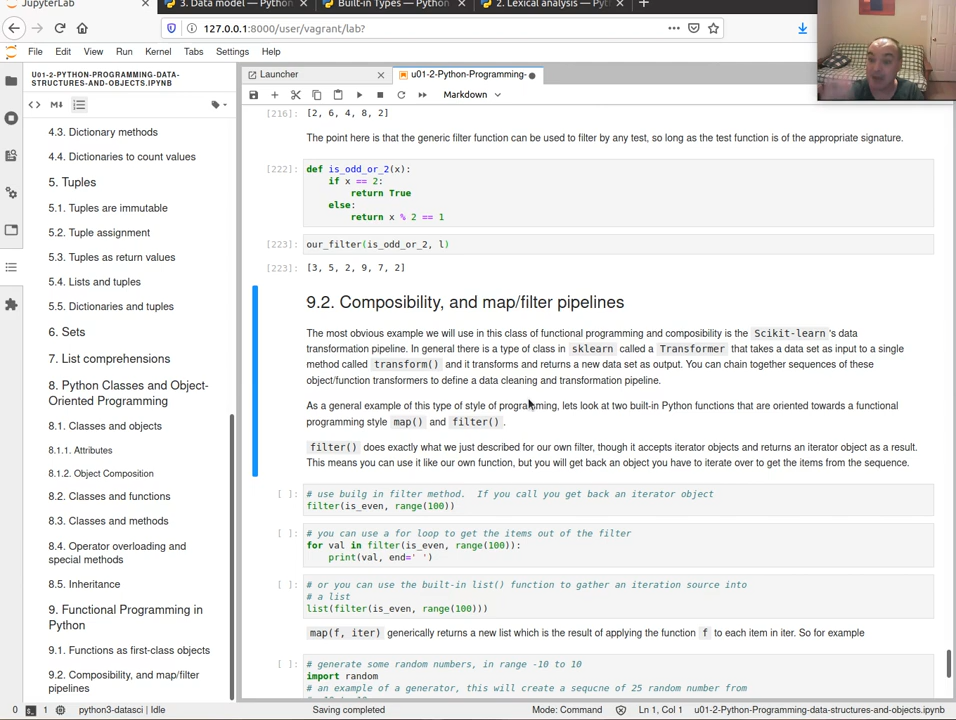 JupyterLab
3. Data model — Python
Built-in Types — Python
2. Lexical analysis — Pyt
127.0.0.1:8000/user/vagrant/lab?
File Edit View Run Kernel Tabs Settings Help
U01-2-PYTHON-PROGRAMMING-DATA-
STRUCTURES-AND-OBJECTS.IPYNB
4.3. Dictionary methods
4.4. Dictionaries to count values
5. Tuples
5.1. Tuples are immutable
5.2. Tuple assignment
5.3. Tuples as return values
5.4. Lists and tuples
5.5. Dictionaries and tuples
6. Sets
7. List comprehensions
8. Python Classes and Object-
Oriented Programming
8.1. Classes and objects
8.1.1. Attributes
8.1.2. Object Composition
8.2. Classes and functions
8.3. Classes and methods
8.4. Operator overloading and
special methods
8.5. Inheritance
9. Functional Programming in
Python
9.1. Functions as first-class objects
9.2. Composibility, and map/filter
pipelines
Launcher
u01-2-Python-Programming-
Markdown
[216]: [2, 6, 4, 8, 2]
The point here is that the generic filter function can be used to filter by any test, so long as the test function is of the appropriate signature.
[222]: def is_odd_or_2(x):
if x == 2:
return True
else:
return x % 2 == 1
[223]: our_filter(is_odd_or_2, l)
[223]: [3, 5, 2, 9, 7, 2]
9.2. Composibility, and map/filter pipelines
The most obvious example we will use in this class of functional programming and composibility is the Scikit-learn 's data
transformation pipeline. In general there is a type of class in sklearn called a Transformer that takes a data set as input to a single
method called transform() and it transforms and returns a new data set as output. You can chain together sequences of these
object/function transformers to define a data cleaning and transformation pipeline.
As a general example of this type of style of programming, lets look at two built-in Python functions that are oriented towards a functional
programming style map() and filter() .
filter() does exactly what we just described for our own filter, though it accepts iterator objects and returns an iterator object as a result.
This means you can use it like our own function, but you will get back an object you have to iterate over to get the items from the sequence.
[ ]: # use builg in filter method. If you call you get back an iterator object
filter(is_even, range(100))
[ ]: # you can use a for loop to get the items out of the filter
for val in filter(is_even, range(100)):
print(val, end=' ')
[ ]: # or you can use the built-in list() function to gather an iteration source into
# a list
list(filter(is_even, range(100)))
map(f, iter) generically returns a new list which is the result of applying the function f to each item in iter. So for example
[ ]: # generate some random numbers, in range -10 to 10
import random
# an example of a generator, this will create a sequcne of 25 random number from
0 1 python3-datasci | Idle
Saving completed
Mode: Command
Ln 1, Col 1
u01-2-Python-Programming-data-structures-and-objects.ipynb